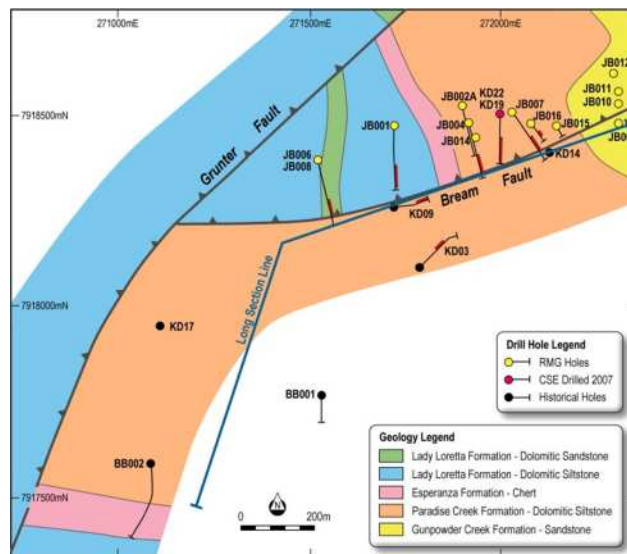 271000mE
271500mE
272000mE
7918500mN
7918000mN
7917500mN
JB012
JB011
JB010
JB002A
KD22
KD19
JB007
JB016
JB015
JB004
JB014
JB001
JB006
JB008
KD14
KD09
KD03
KD17
BB001
BB002
Grunter Fault
Bream Fault
Long Section Line
N
0 200m
Drill Hole Legend
RMG Holes
CSE Drilled 2007
Historical Holes
Geology Legend
Lady Loretta Formation - Dolomitic Sandstone
Lady Loretta Formation - Dolomitic Siltstone
Esperanza Formation - Chert
Paradise Creek Formation - Dolomitic Siltstone
Gunpowder Creek Formation - Sandstone